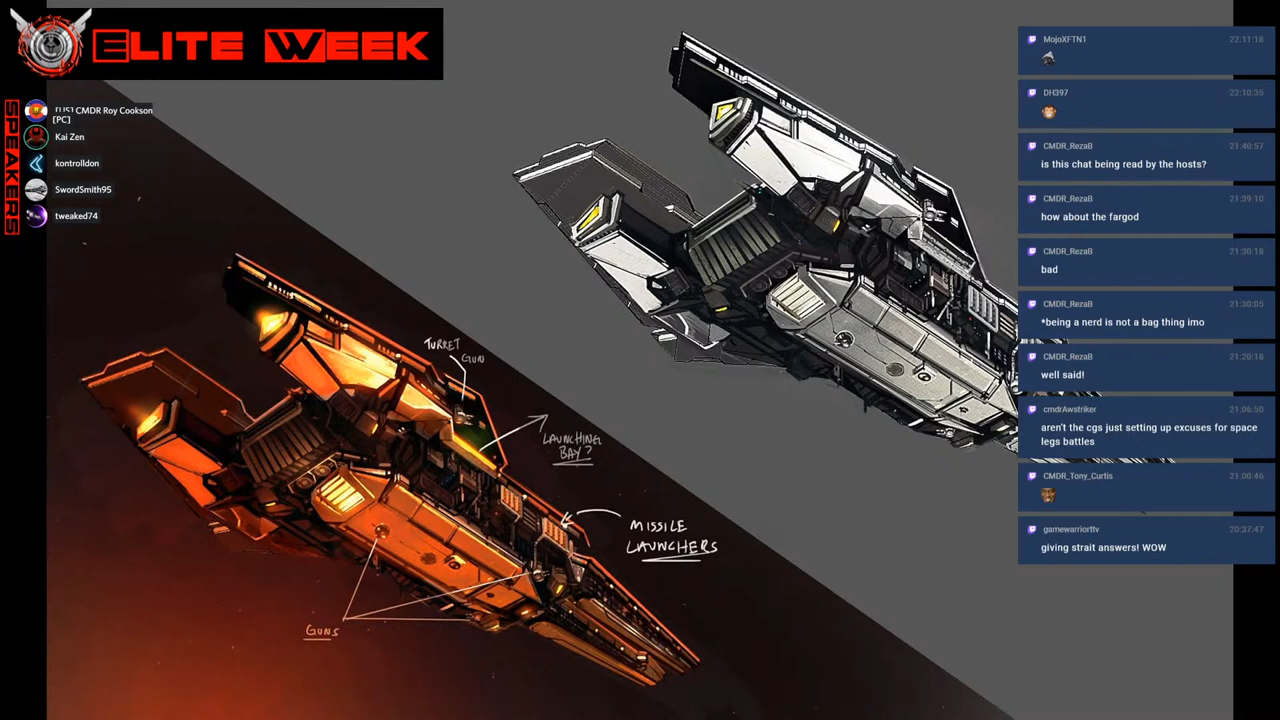 ELITE WEEK
SPEAKERS
[US] CMDR Roy Cookson
[PC]
Kai Zen
kontrolldon
SwordSmith95
tweaked74
TURRET
GUN
LAUNCHING
BAY?
MISSILE
LAUNCHERS
GUNS
MojoXFTN1 22:11:18
DH397 22:10:35
CMDR_RezaB 21:40:57
is this chat being read by the hosts?
CMDR_RezaB 21:39:10
how about the fargod
CMDR_RezaB 21:30:18
bad
CMDR_RezaB 21:30:05
*being a nerd is not a bag thing imo
CMDR_RezaB 21:20:18
well said!
cmdrAwstriker 21:06:50
aren't the cgs just setting up excuses for space
legs battles
CMDR_Tony_Curtis 21:00:46
gamewarriorttv 20:37:47
giving strait answers! WOW